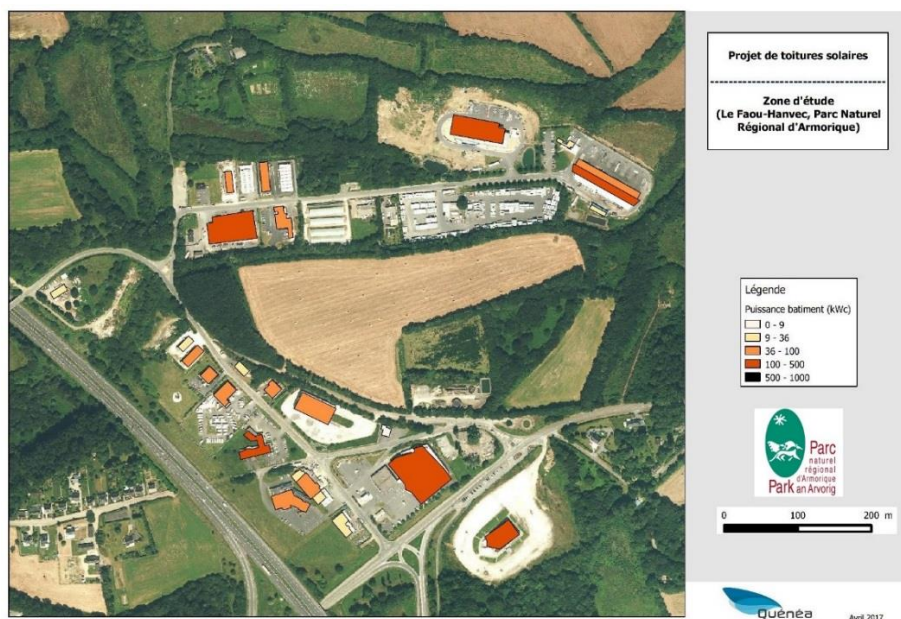 Projet de toitures solaires
Zone d'étude
(Le Faou-Hanvec, Parc Naturel
Régional d'Armorique)
Légende
Puissance batiment (kWc)
0 - 9
9 - 36
36 - 100
100 - 500
500 - 1000
Parc
naturel
régional
d'Armorique
Park an Arvorig
0 100 200 m
Quénéa
Avril 2017